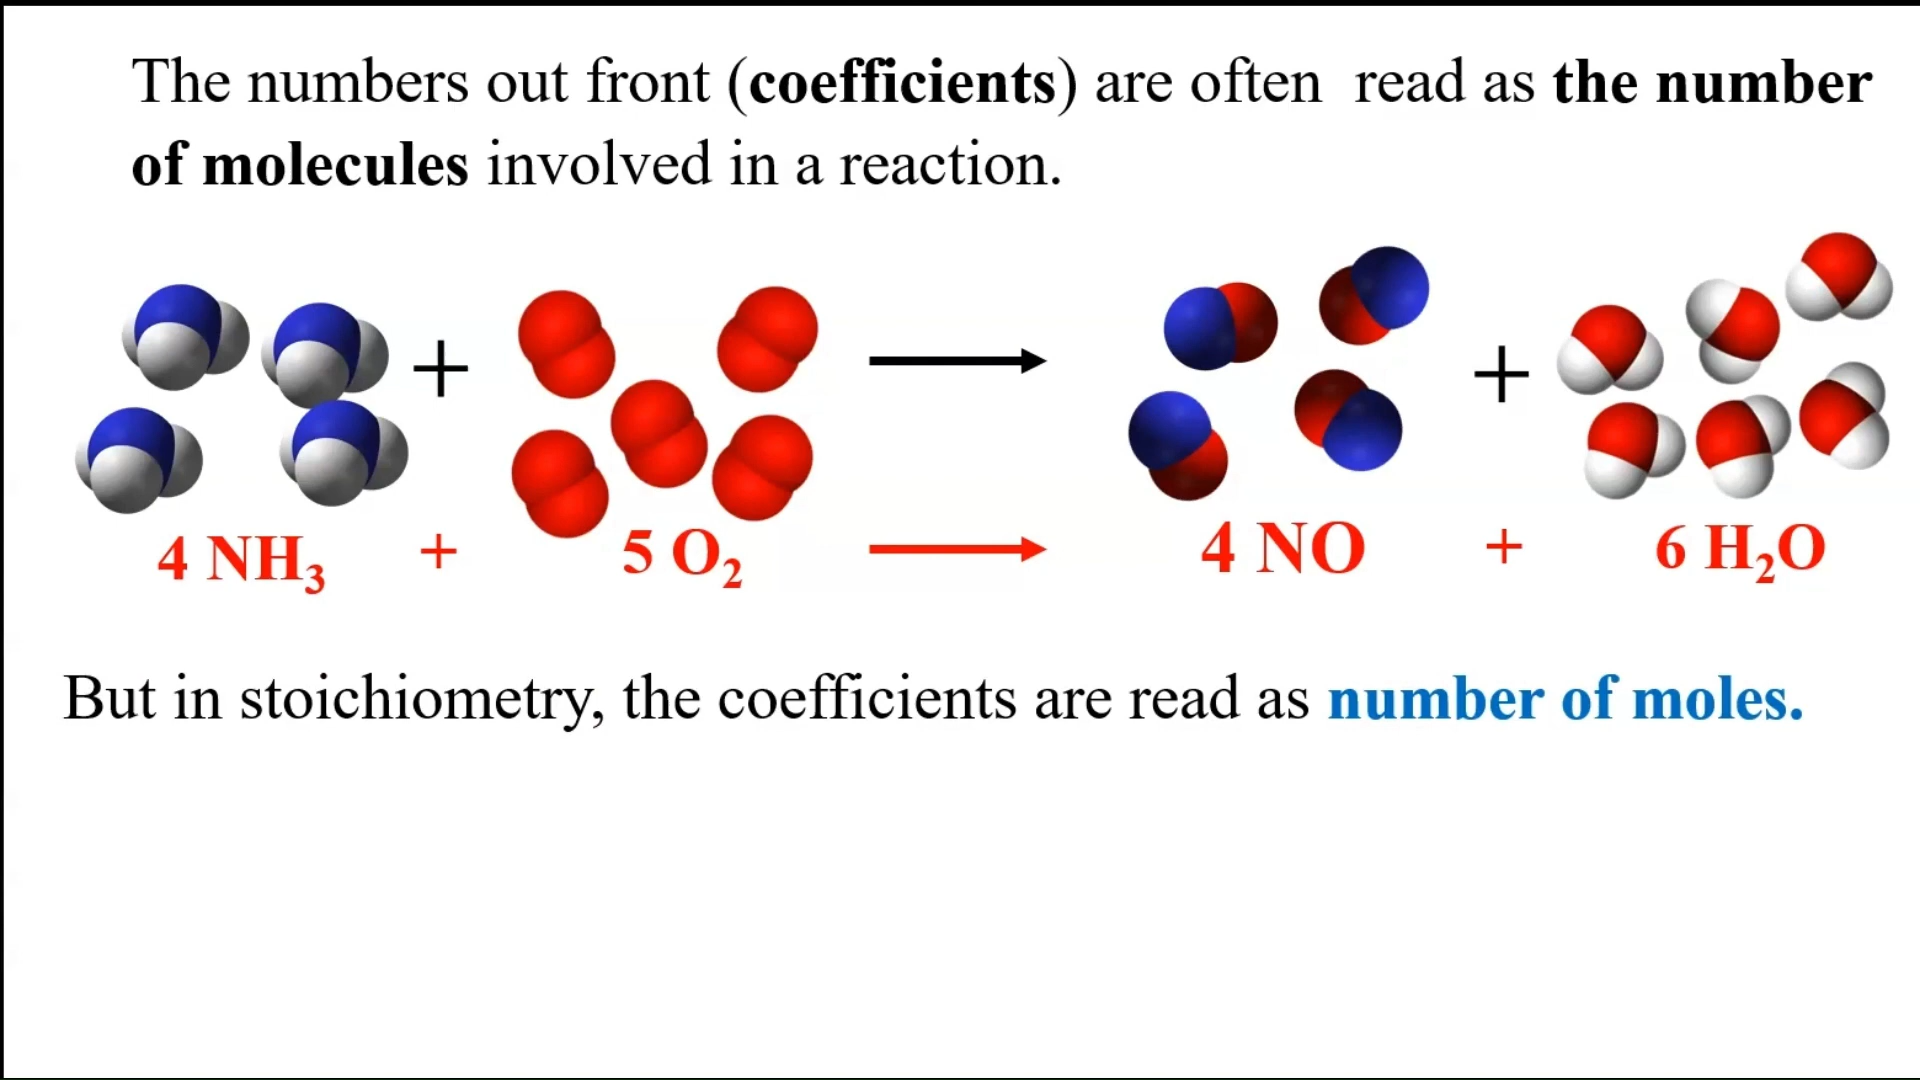 The numbers out front (coefficients) are often read as the number
of molecules involved in a reaction.
+ +
4 NH₃ + 5 O₂ → 4 NO + 6 H₂O
But in stoichiometry, the coefficients are read as number of moles.